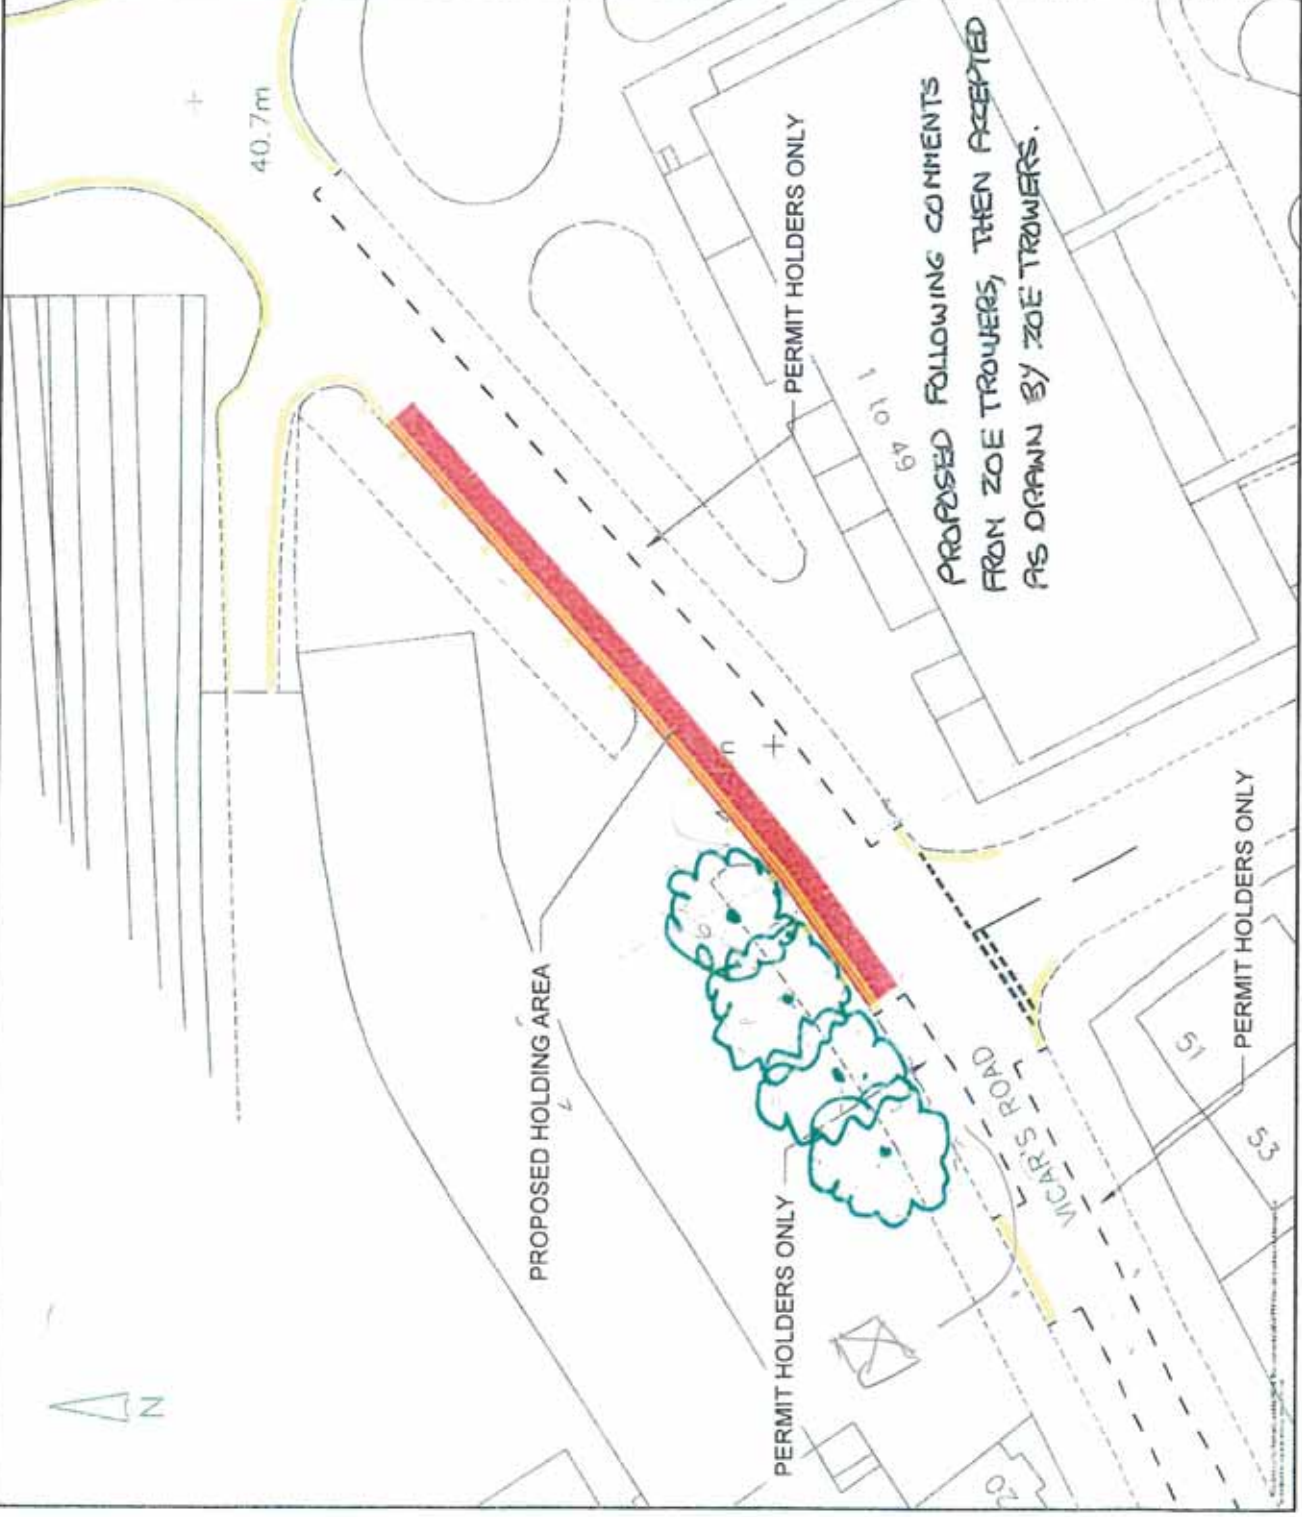 40.7m
PERMIT HOLDERS ONLY
1 to 49
PROPOSED FOLLOWING COMMENTS
FROM ZOE TROWERS, THEN ACCEPTED
AS DRAWN BY ZOE TROWERS.
PROPOSED HOLDING AREA
PERMIT HOLDERS ONLY
VICAR'S ROAD
51
53
PERMIT HOLDERS ONLY
20
N